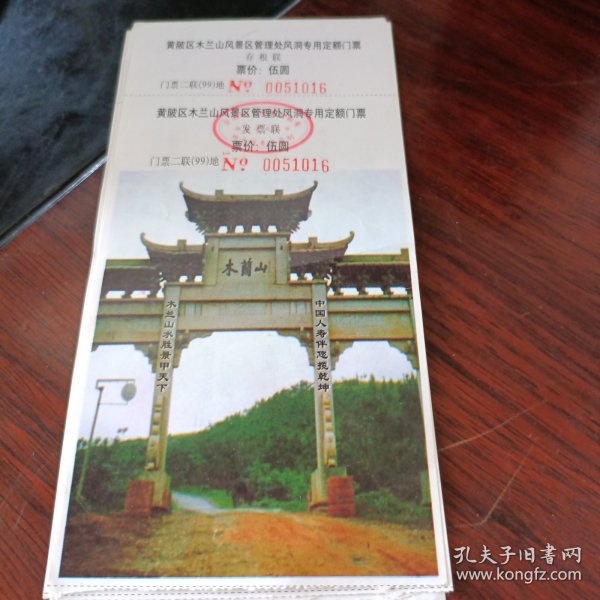 黄陂区木兰山风景区管理处风洞专用定额门票
存根联
票价：伍圆
门票二联(99)地 № 0051016
黄陂区木兰山风景区管理处风洞专用定额门票
发票联
票价：伍圆
门票二联(99)地 № 0051016
木蘭山
木兰山水胜景甲天下
中国人寿伴您揽乾坤
孔夫子旧书网
www.kongfz.com